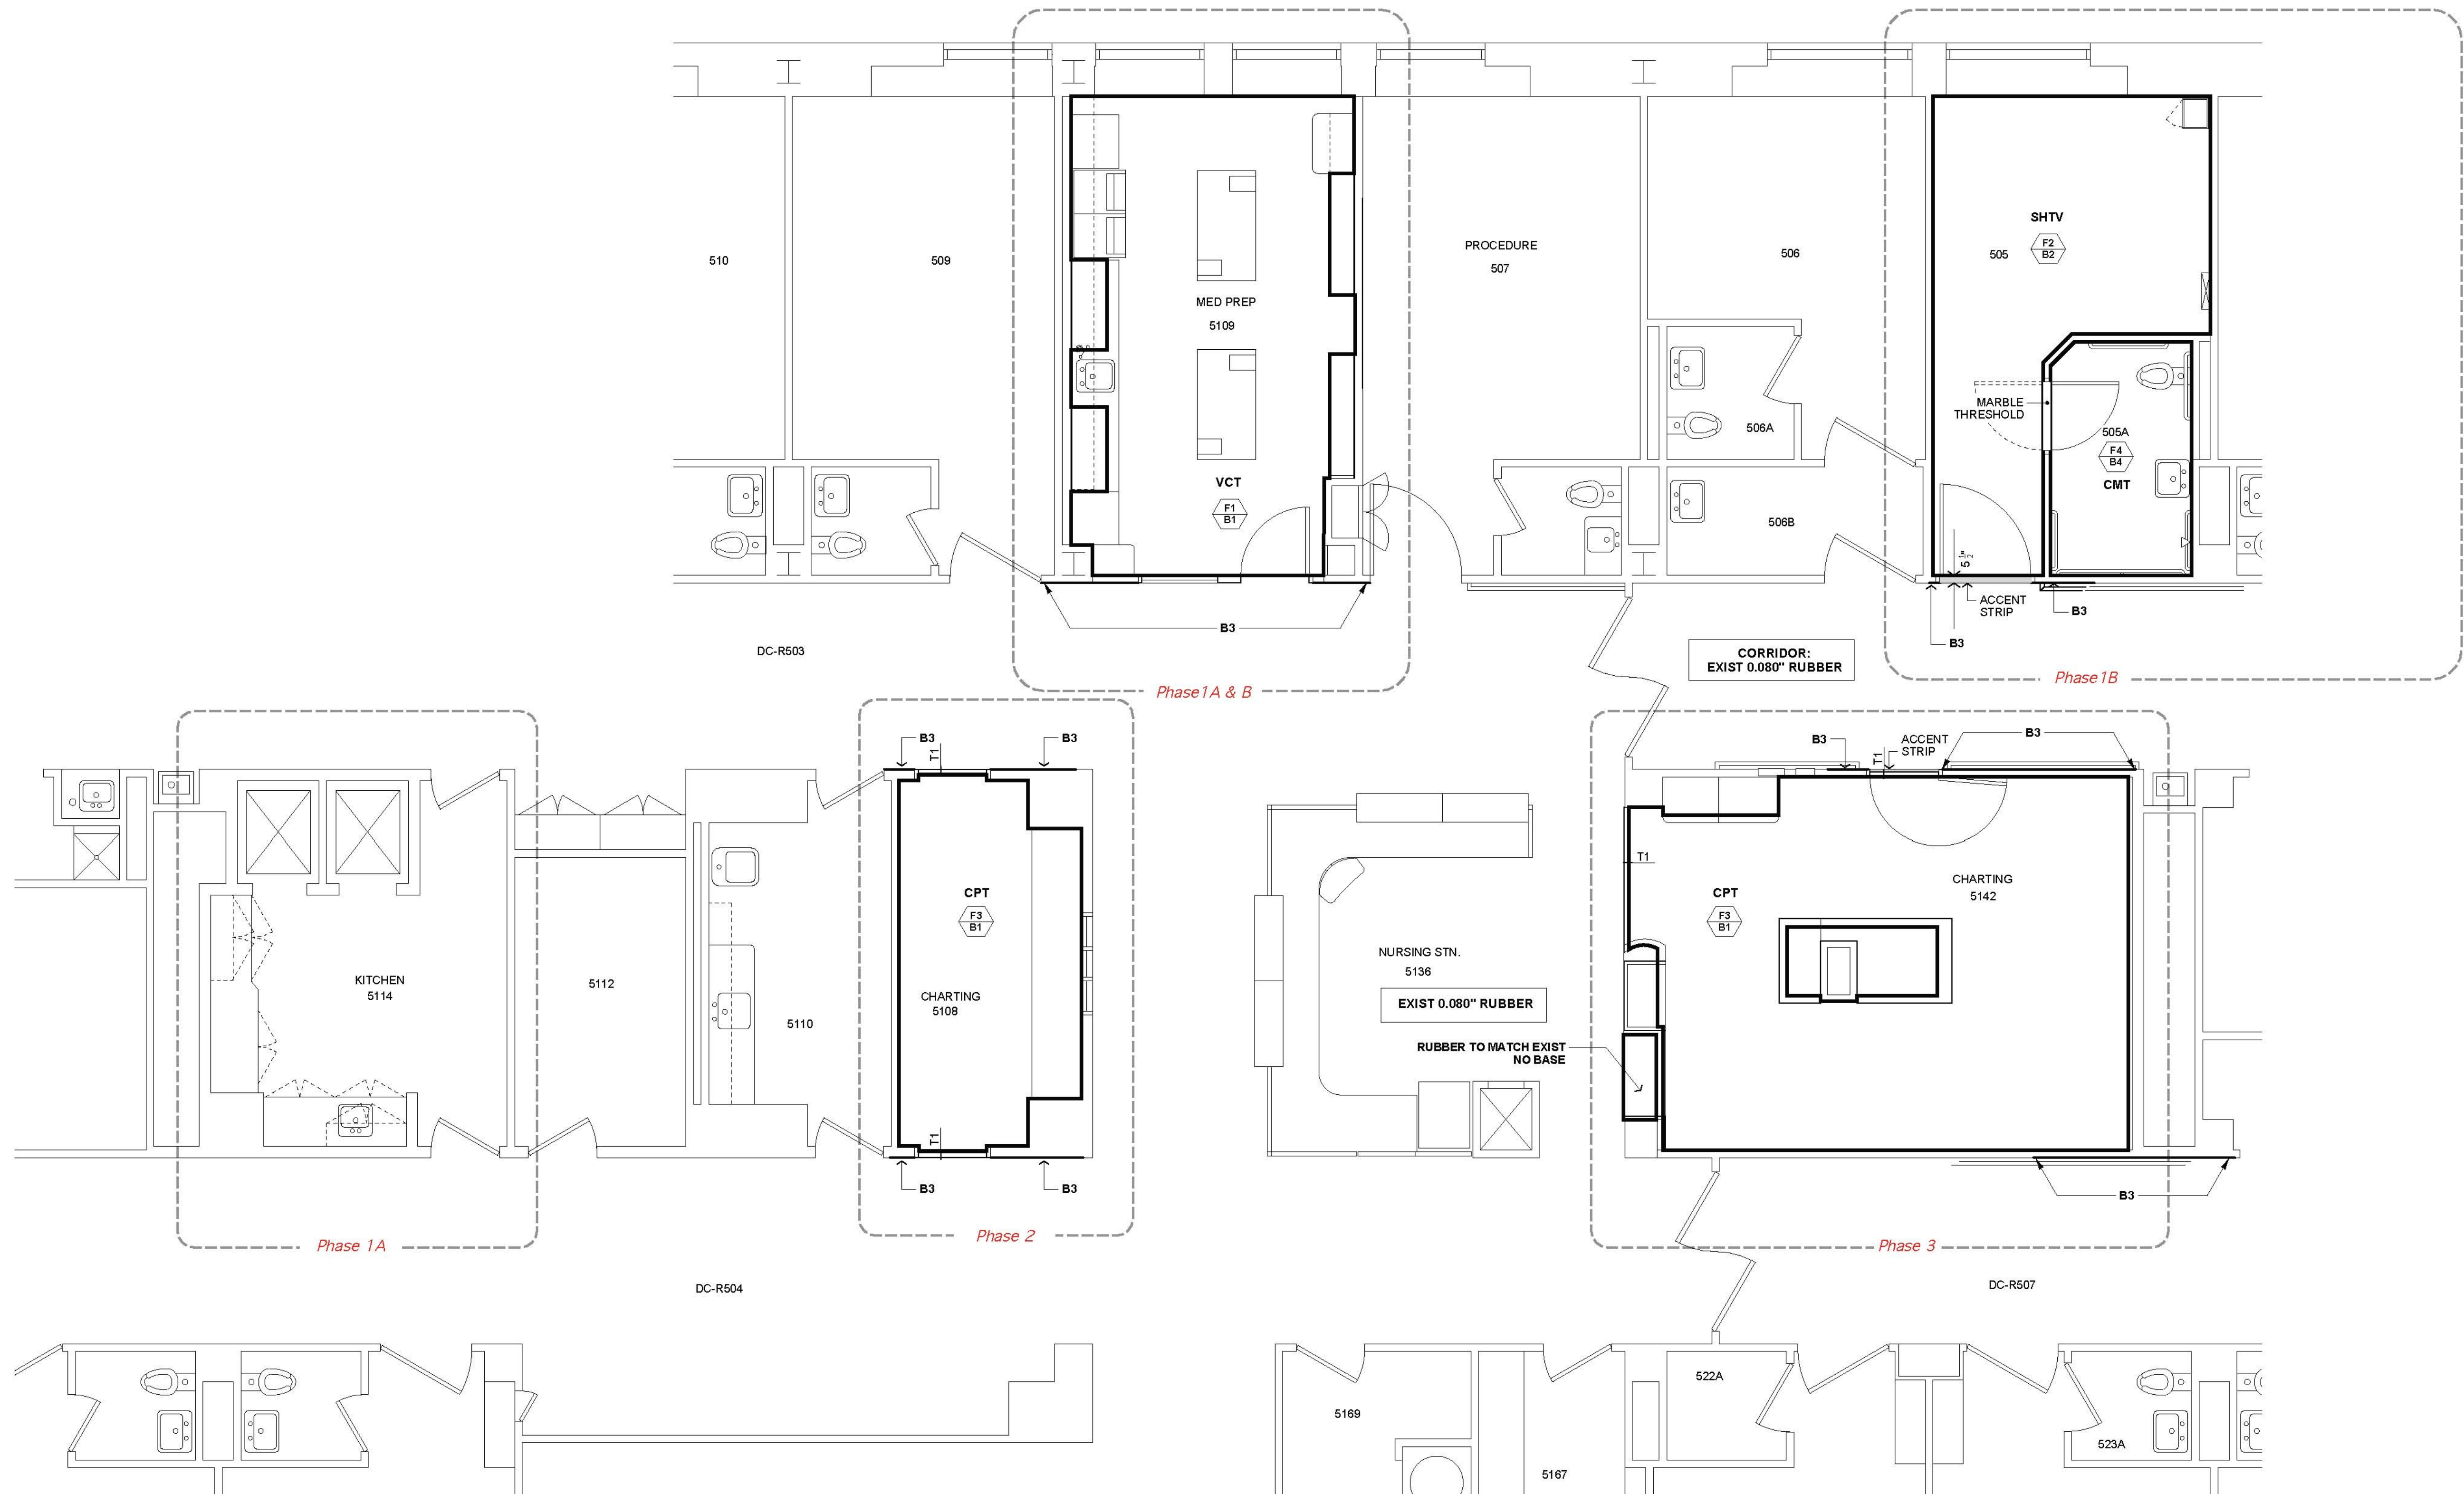 510
509
MED PREP
5109
VCT
F1
B1
B3
PROCEDURE
507
506
506A
506B
SHTV
505
F2
B2
MARBLE
THRESHOLD
505A
F4
B4
CMT
5 1/2"
ACCENT
STRIP
B3
B3
DC-R503
Phase1A & B
CORRIDOR:
EXIST 0.080" RUBBER
Phase1B
B3
T1
B3
B3
T1
ACCENT
STRIP
B3
KITCHEN
5114
5112
5110
CPT
F3
B1
CHARTING
5108
T1
B3
B3
NURSING STN.
5136
EXIST 0.080" RUBBER
RUBBER TO MATCH EXIST
NO BASE
T1
CPT
F3
B1
CHARTING
5142
B3
Phase 1A
Phase 2
Phase 3
DC-R504
DC-R507
5169
5167
522A
523A